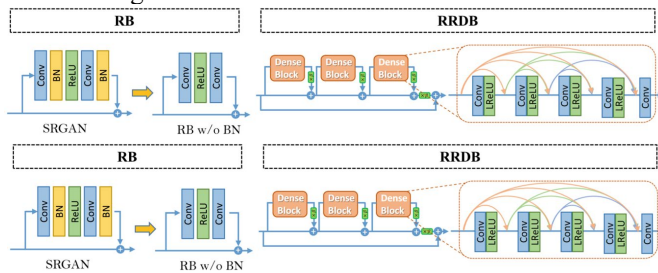 RB
RRDB
Conv BN ReLU Conv BN
Conv ReLU Conv
Dense Block Dense Block Dense Block
Conv LReLU Conv LReLU Conv LReLU Conv LReLU Conv
SRGAN
RB w/o BN
RB
RRDB
Conv BN ReLU Conv BN
Conv ReLU Conv
Dense Block Dense Block Dense Block
Conv LReLU Conv LReLU Conv LReLU Conv LReLU Conv
SRGAN
RB w/o BN